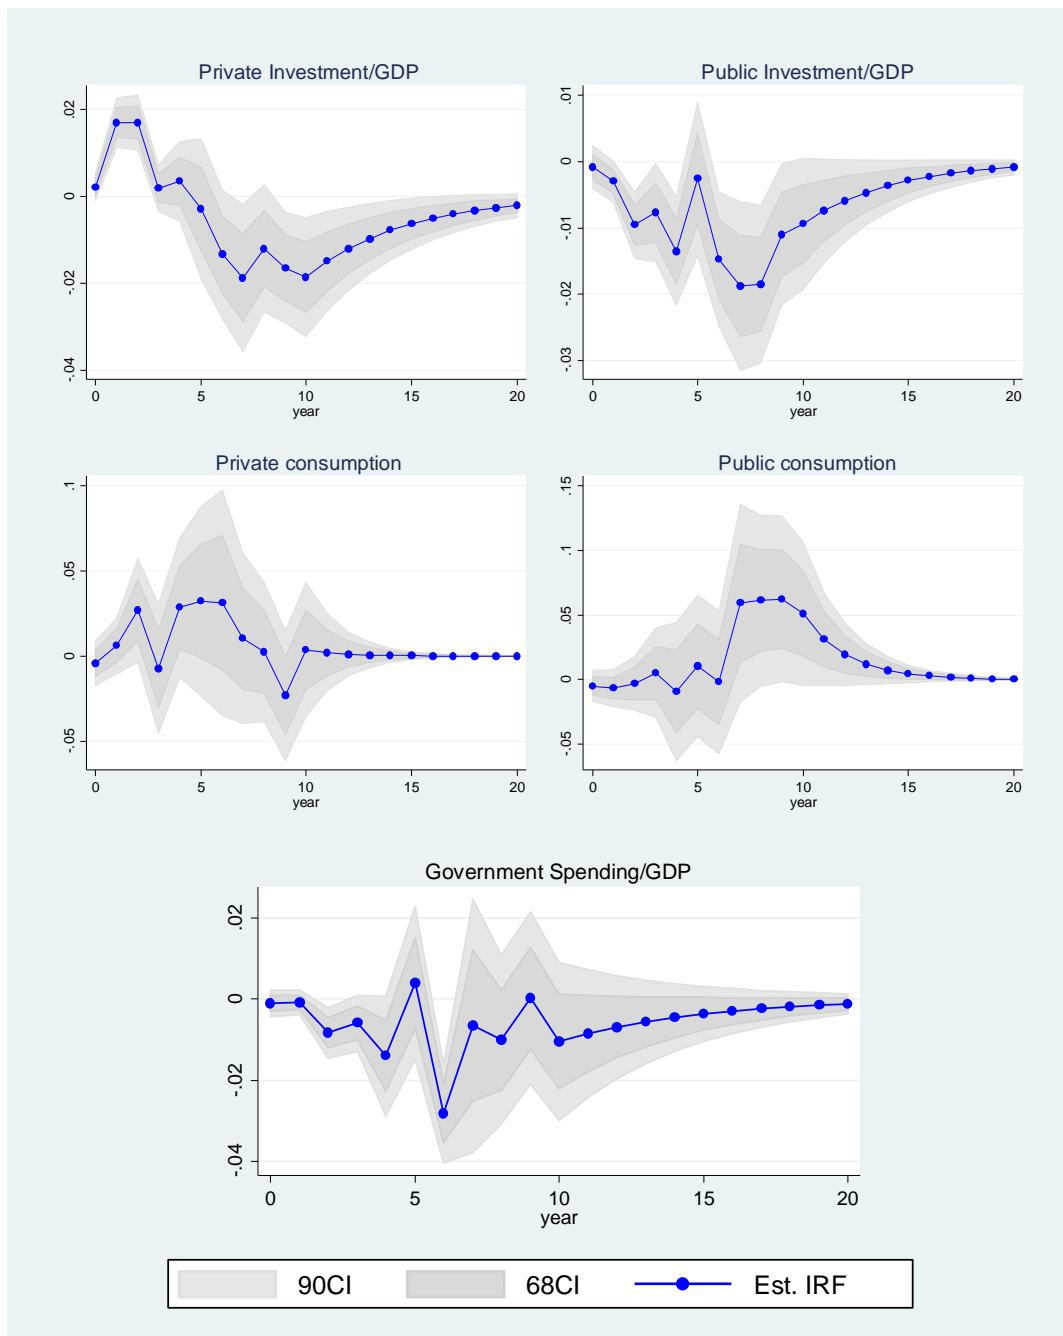 Private Investment/GDP
.02
0
-.02
-.04
0 5 10 15 20
year
Public Investment/GDP
.01
0
-.01
-.02
-.03
0 5 10 15 20
year
Private consumption
.1
.05
0
-.05
0 5 10 15 20
year
Public consumption
.15
.1
.05
0
-.05
0 5 10 15 20
year
Government Spending/GDP
.02
0
-.02
-.04
0 5 10 15 20
year
90CI 68CI Est. IRF